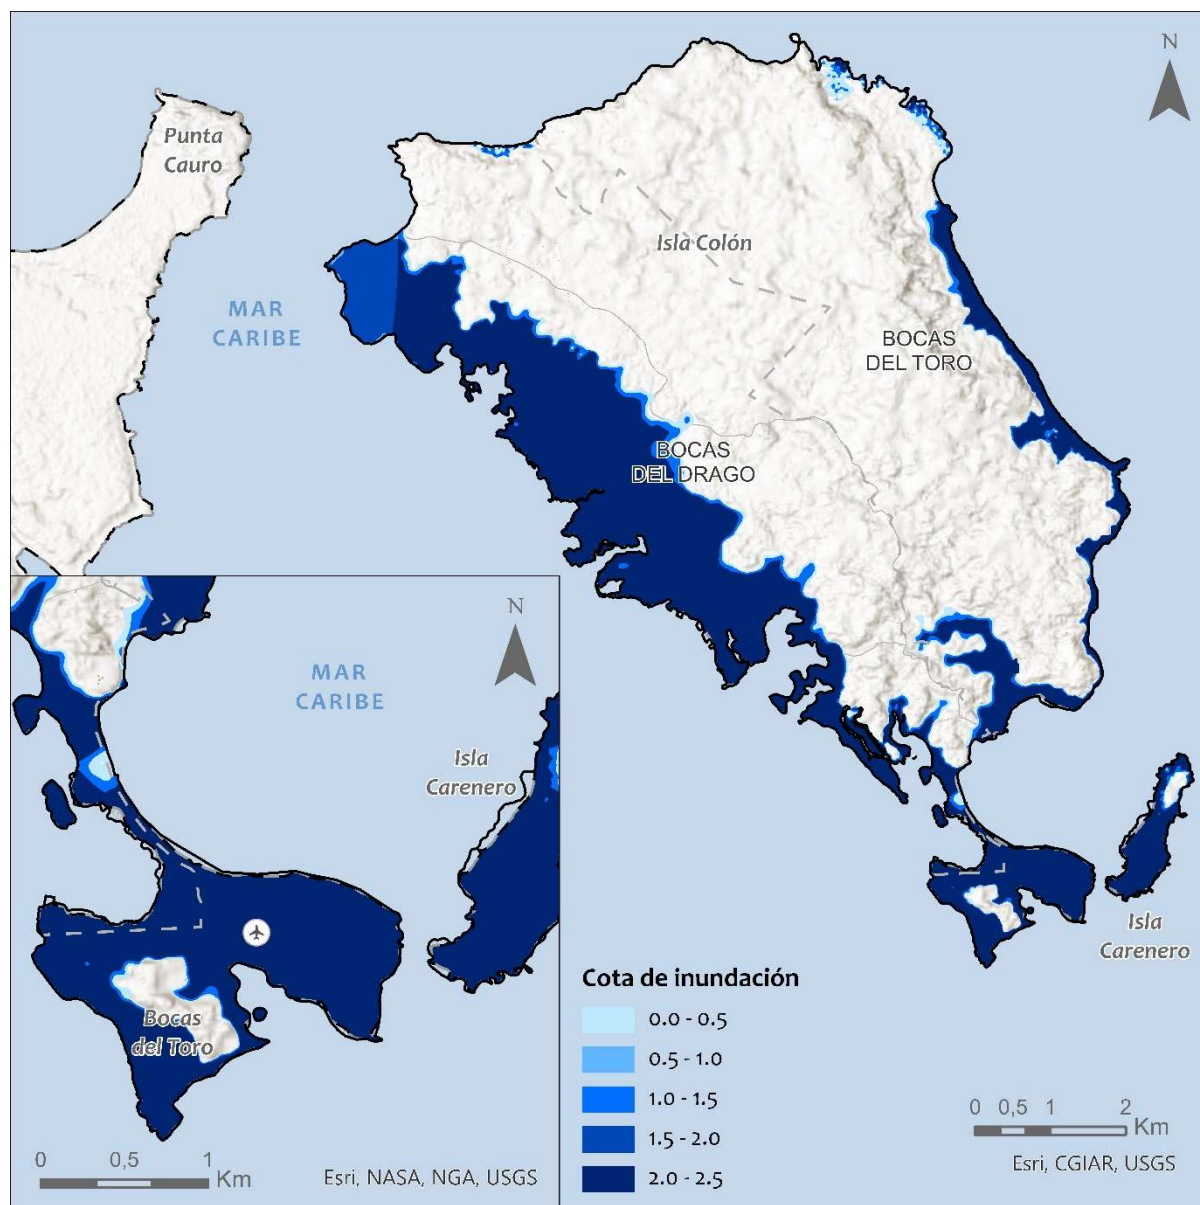 N
Punta
Cauro
Isla Colón
MAR
CARIBE
BOCAS
DEL TORO
BOCAS
DEL DRAGO
N
MAR
CARIBE
Isla
Carenero
Bocas
del Toro
0 0,5 1
Km
Esri, NASA, NGA, USGS
Isla
Carenero
Cota de inundación
0.0 - 0.5
0.5 - 1.0
1.0 - 1.5
1.5 - 2.0
2.0 - 2.5
0 0,5 1 2
Km
Esri, CGIAR, USGS